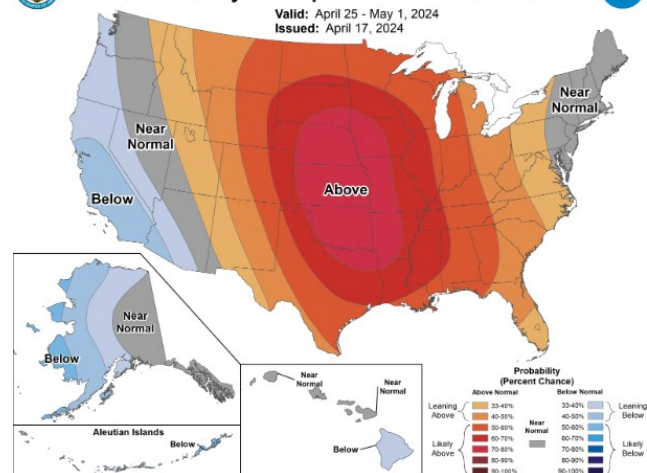 Valid: April 25 - May 1, 2024
Issued: April 17, 2024
Near
Normal
Near
Normal
Above
Below
Near
Normal
Below
Aleutian Islands
Below
Near
Normal
Near
Normal
Below
Probability
(Percent Chance)
Above Normal
Below Normal
Leaning
Above
33-40%
40-50%
Likely
Above
50-60%
60-70%
70-80%
80-90%
90-100%
Near
Normal
33-40%
40-50%
Leaning
Below
50-60%
60-70%
70-80%
80-90%
90-100%
Likely
Below